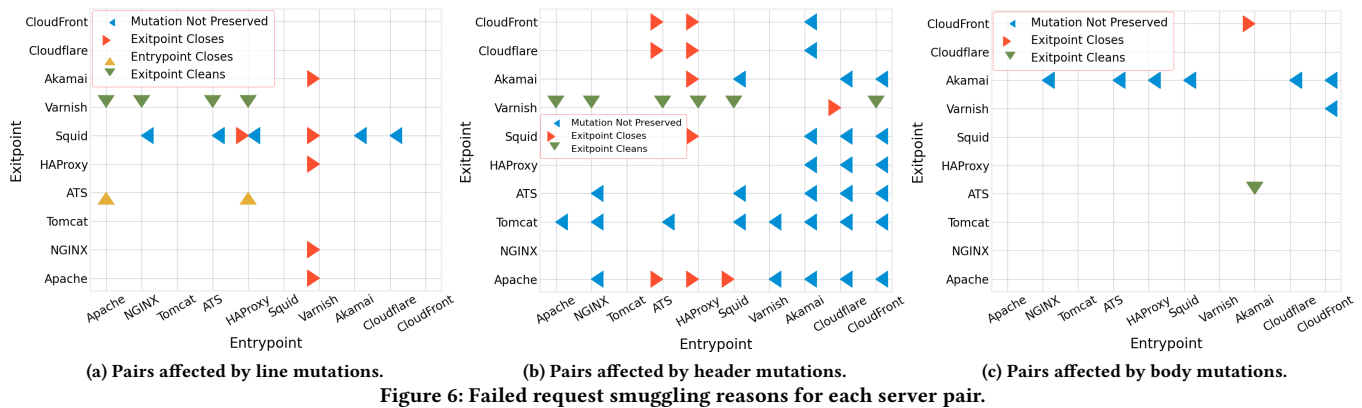 Exitpoint
CloudFront
Cloudflare
Akamai
Varnish
Squid
HAProxy
ATS
Tomcat
NGINX
Apache
Mutation Not Preserved
Exitpoint Closes
Entrypoint Closes
Exitpoint Cleans
Apache
NGINX
Tomcat
ATS
HAProxy
Squid
Varnish
Akamai
Cloudflare
CloudFront
Entrypoint
(a) Pairs affected by line mutations.
Exitpoint
CloudFront
Cloudflare
Akamai
Varnish
Squid
HAProxy
ATS
Tomcat
NGINX
Apache
Mutation Not Preserved
Exitpoint Closes
Exitpoint Cleans
Apache
NGINX
Tomcat
ATS
HAProxy
Squid
Varnish
Akamai
Cloudflare
CloudFront
Entrypoint
(b) Pairs affected by header mutations.
Exitpoint
CloudFront
Cloudflare
Akamai
Varnish
Squid
HAProxy
ATS
Tomcat
NGINX
Apache
Mutation Not Preserved
Exitpoint Closes
Exitpoint Cleans
Apache
NGINX
Tomcat
ATS
HAProxy
Squid
Varnish
Akamai
Cloudflare
CloudFront
Entrypoint
(c) Pairs affected by body mutations.
Figure 6: Failed request smuggling reasons for each server pair.